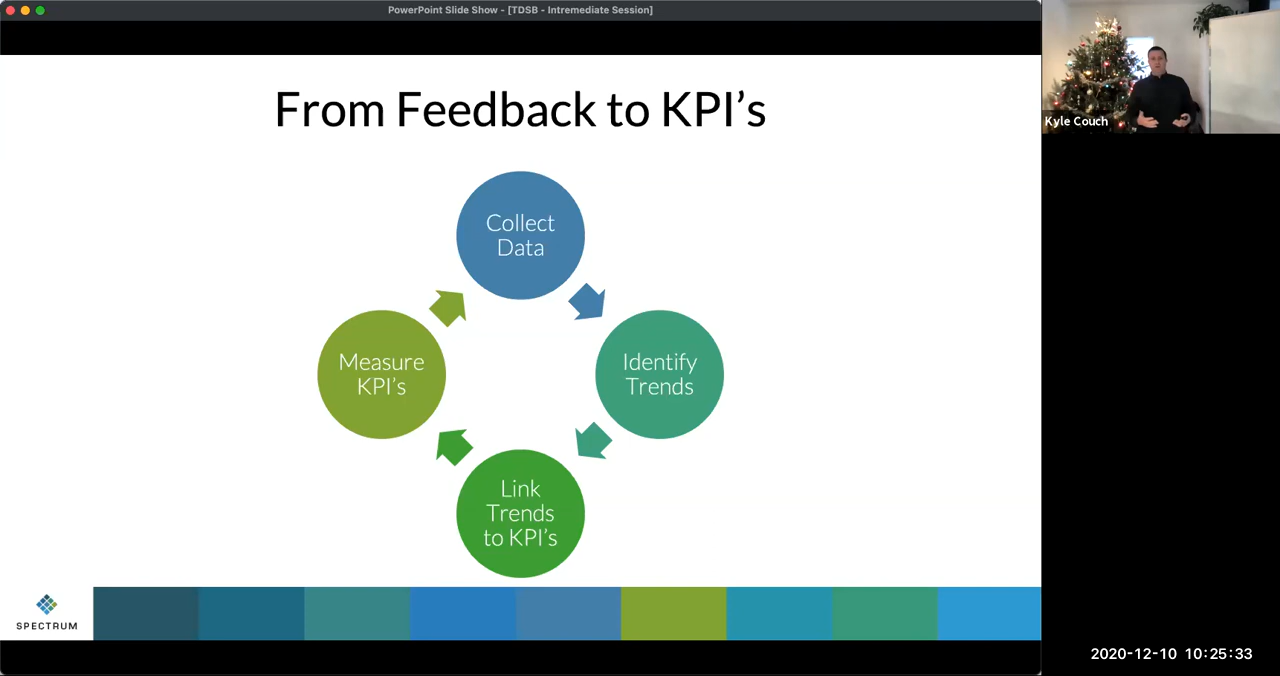 PowerPoint Slide Show - [TDSB - Intremediate Session]
From Feedback to KPI's
Collect
Data
Identify
Trends
Link
Trends
to KPI's
Measure
KPI's
SPECTRUM
Kyle Couch
2020-12-10 10:25:33